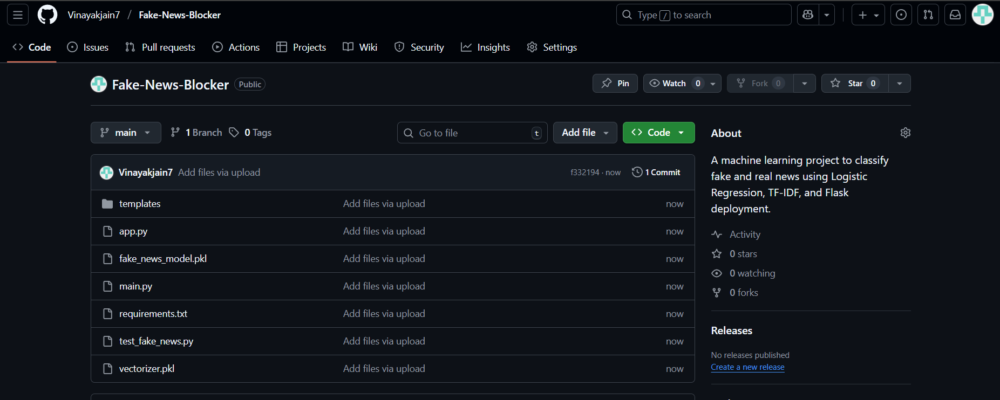 Vinayakjain7 / Fake-News-Blocker
Type / to search
Code Issues Pull requests Actions Projects Wiki Security Insights Settings
Fake-News-Blocker Public
Pin Watch 0 Fork 0 Star 0
main 1 Branch 0 Tags Go to file t Add file Code
Vinayakjain7 Add files via upload f332194 · now 1 Commit
templates Add files via upload now
app.py Add files via upload now
fake_news_model.pkl Add files via upload now
main.py Add files via upload now
requirements.txt Add files via upload now
test_fake_news.py Add files via upload now
vectorizer.pkl Add files via upload now
About
A machine learning project to classify
fake and real news using Logistic
Regression, TF-IDF, and Flask
deployment.
Activity
0 stars
0 watching
0 forks
Releases
No releases published
Create a new release